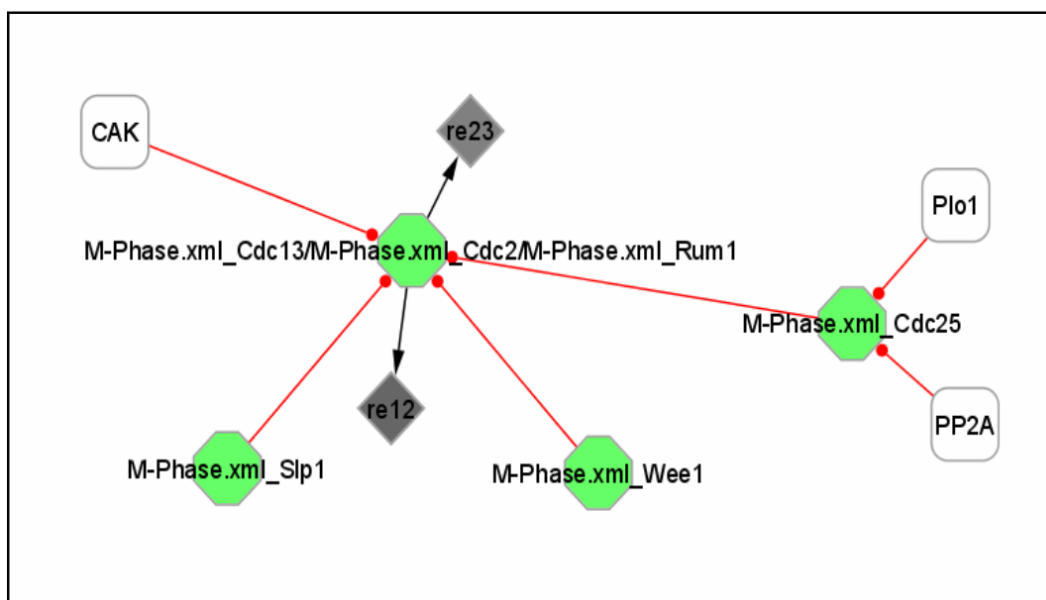 CAK
re23
Plo1
M-Phase.xml_Cdc13/M-Phase.xml_Cdc2/M-Phase.xml_Rum1
M-Phase.xml_Cdc25
re12
PP2A
M-Phase.xml_Slp1
M-Phase.xml_Wee1